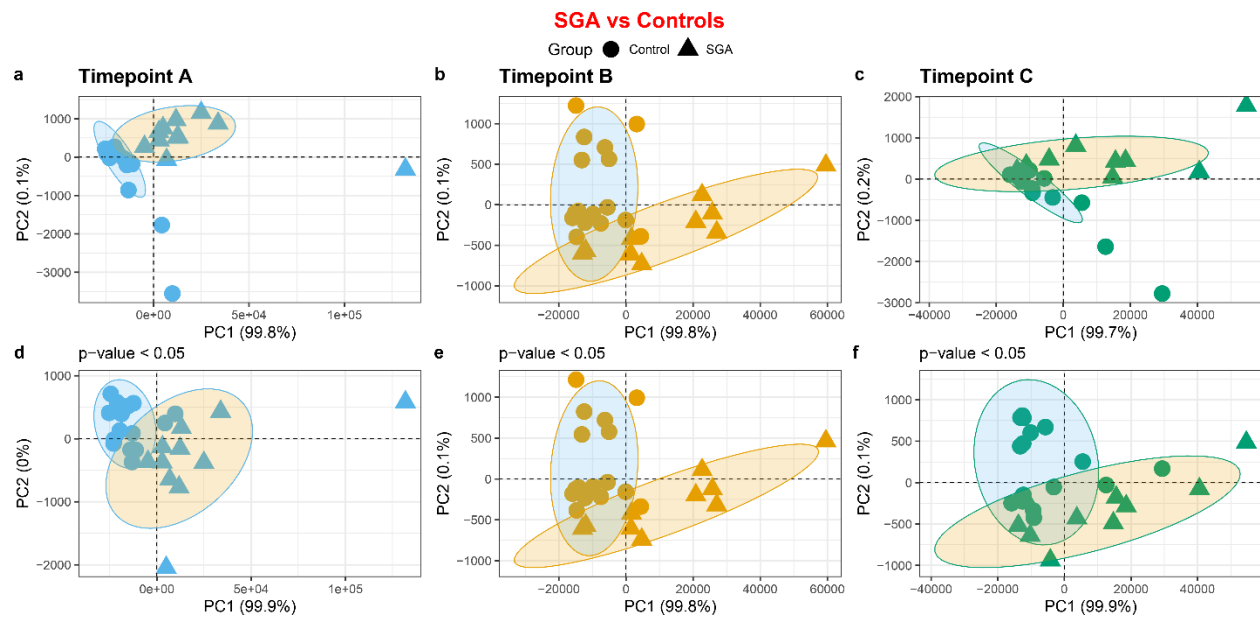 SGA vs Controls
Group Control SGA
a Timepoint A
b Timepoint B
c Timepoint C
1000
0
−1000
−2000
−3000
PC2 (0.1%)
0e+00 5e+04 1e+05
PC1 (99.8%)
1000
500
0
−500
−1000
PC2 (0.1%)
−20000 0 20000 40000 60000
PC1 (99.8%)
2000
1000
0
−1000
−2000
−3000
PC2 (0.2%)
−40000 −20000 0 20000 40000
PC1 (99.7%)
d p−value < 0.05
e p−value < 0.05
f p−value < 0.05
1000
0
−1000
−2000
PC2 (0%)
0e+00 5e+04 1e+05
PC1 (99.9%)
1000
500
0
−500
−1000
PC2 (0.1%)
−20000 0 20000 40000 60000
PC1 (99.8%)
1000
500
0
−500
−1000
PC2 (0.1%)
−40000 −20000 0 20000 40000
PC1 (99.9%)